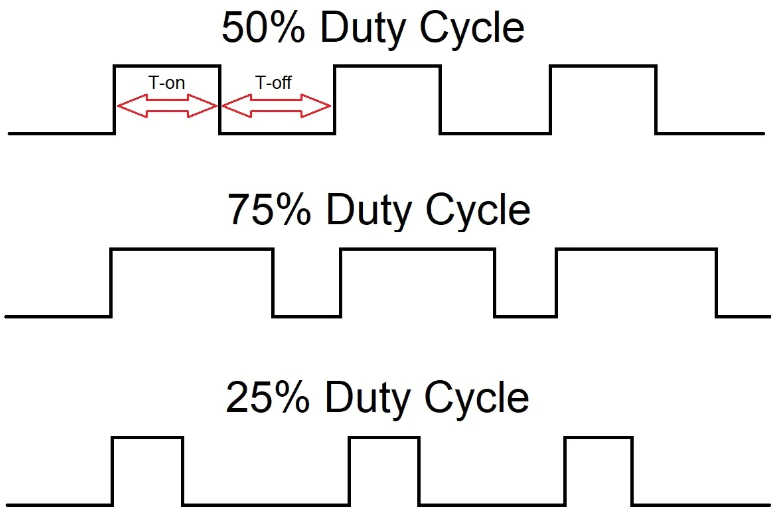 50% Duty Cycle
T-on
T-off
75% Duty Cycle
25% Duty Cycle